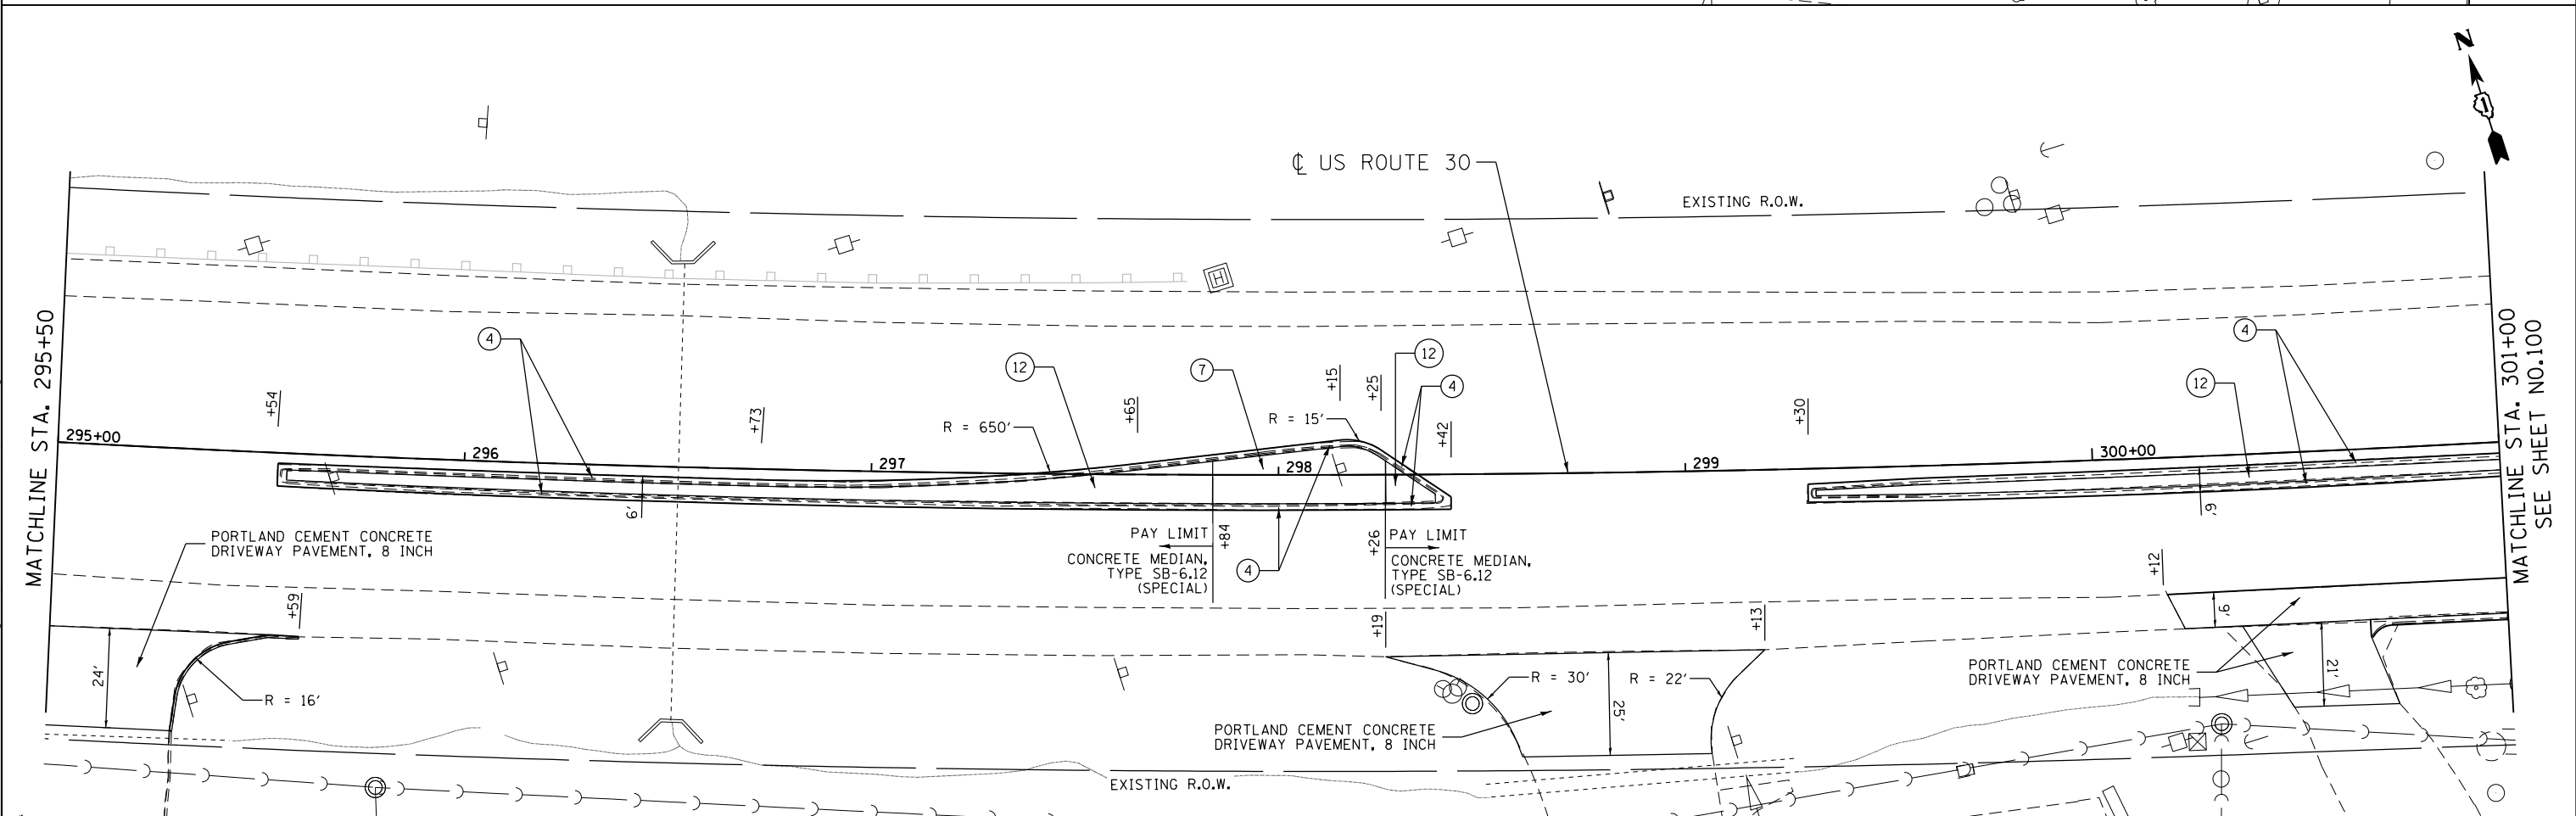 N
1
℄ US ROUTE 30
EXISTING R.O.W.
H
MATCHLINE STA. 295+50
MATCHLINE STA. 301+00
SEE SHEET NO.100
4
12
7
12
4
4
12
+54
+73
+65
+15
+25
+42
+30
R = 650'
R = 15'
295+00
296
297
298
299
300+00
6'
6'
PORTLAND CEMENT CONCRETE
DRIVEWAY PAVEMENT, 8 INCH
PAY LIMIT
+84
CONCRETE MEDIAN,
TYPE SB-6.12
(SPECIAL)
4
+26
PAY LIMIT
CONCRETE MEDIAN,
TYPE SB-6.12
(SPECIAL)
+12
+59
+19
+13
9'
24'
R = 16'
R = 30'
R = 22'
25'
PORTLAND CEMENT CONCRETE
DRIVEWAY PAVEMENT, 8 INCH
PORTLAND CEMENT CONCRETE
DRIVEWAY PAVEMENT, 8 INCH
21'
EXISTING R.O.W.